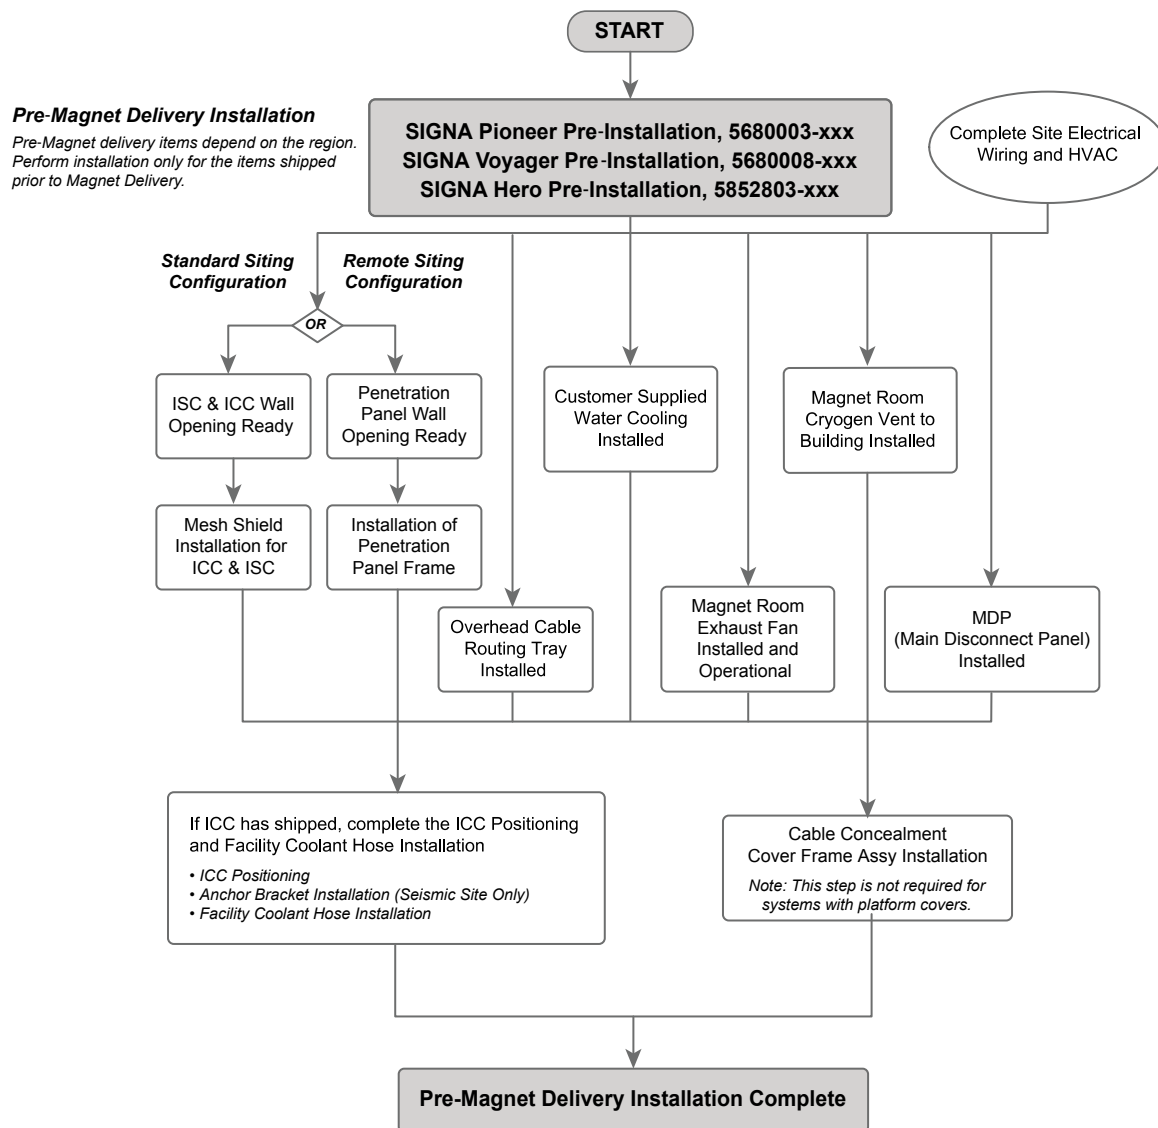 START
Pre-Magnet Delivery Installation
Pre-Magnet delivery items depend on the region.
Perform installation only for the items shipped
prior to Magnet Delivery.
SIGNA Pioneer Pre-Installation, 5680003-xxx
SIGNA Voyager Pre-Installation, 5680008-xxx
SIGNA Hero Pre-Installation, 5852803-xxx
Complete Site Electrical
Wiring and HVAC
Standard Siting
Configuration
Remote Siting
Configuration
OR
ISC & ICC Wall
Opening Ready
Penetration
Panel Wall
Opening Ready
Customer Supplied
Water Cooling
Installed
Magnet Room
Cryogen Vent to
Building Installed
Mesh Shield
Installation for
ICC & ISC
Installation of
Penetration
Panel Frame
Overhead Cable
Routing Tray
Installed
Magnet Room
Exhaust Fan
Installed and
Operational
MDP
(Main Disconnect Panel)
Installed
If ICC has shipped, complete the ICC Positioning
and Facility Coolant Hose Installation
• ICC Positioning
• Anchor Bracket Installation (Seismic Site Only)
• Facility Coolant Hose Installation
Cable Concealment
Cover Frame Assy Installation
Note: This step is not required for
systems with platform covers.
Pre-Magnet Delivery Installation Complete